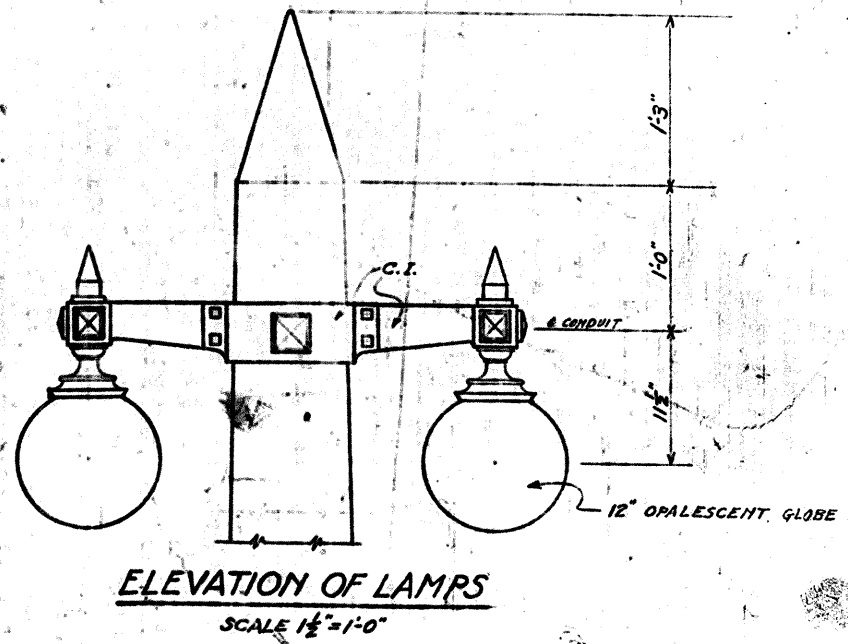 1'-3"
C.I.
1'-0"
℄ CONDUIT
11½"
12" OPALESCENT GLOBE
ELEVATION OF LAMPS
SCALE 1½"=1'-0"